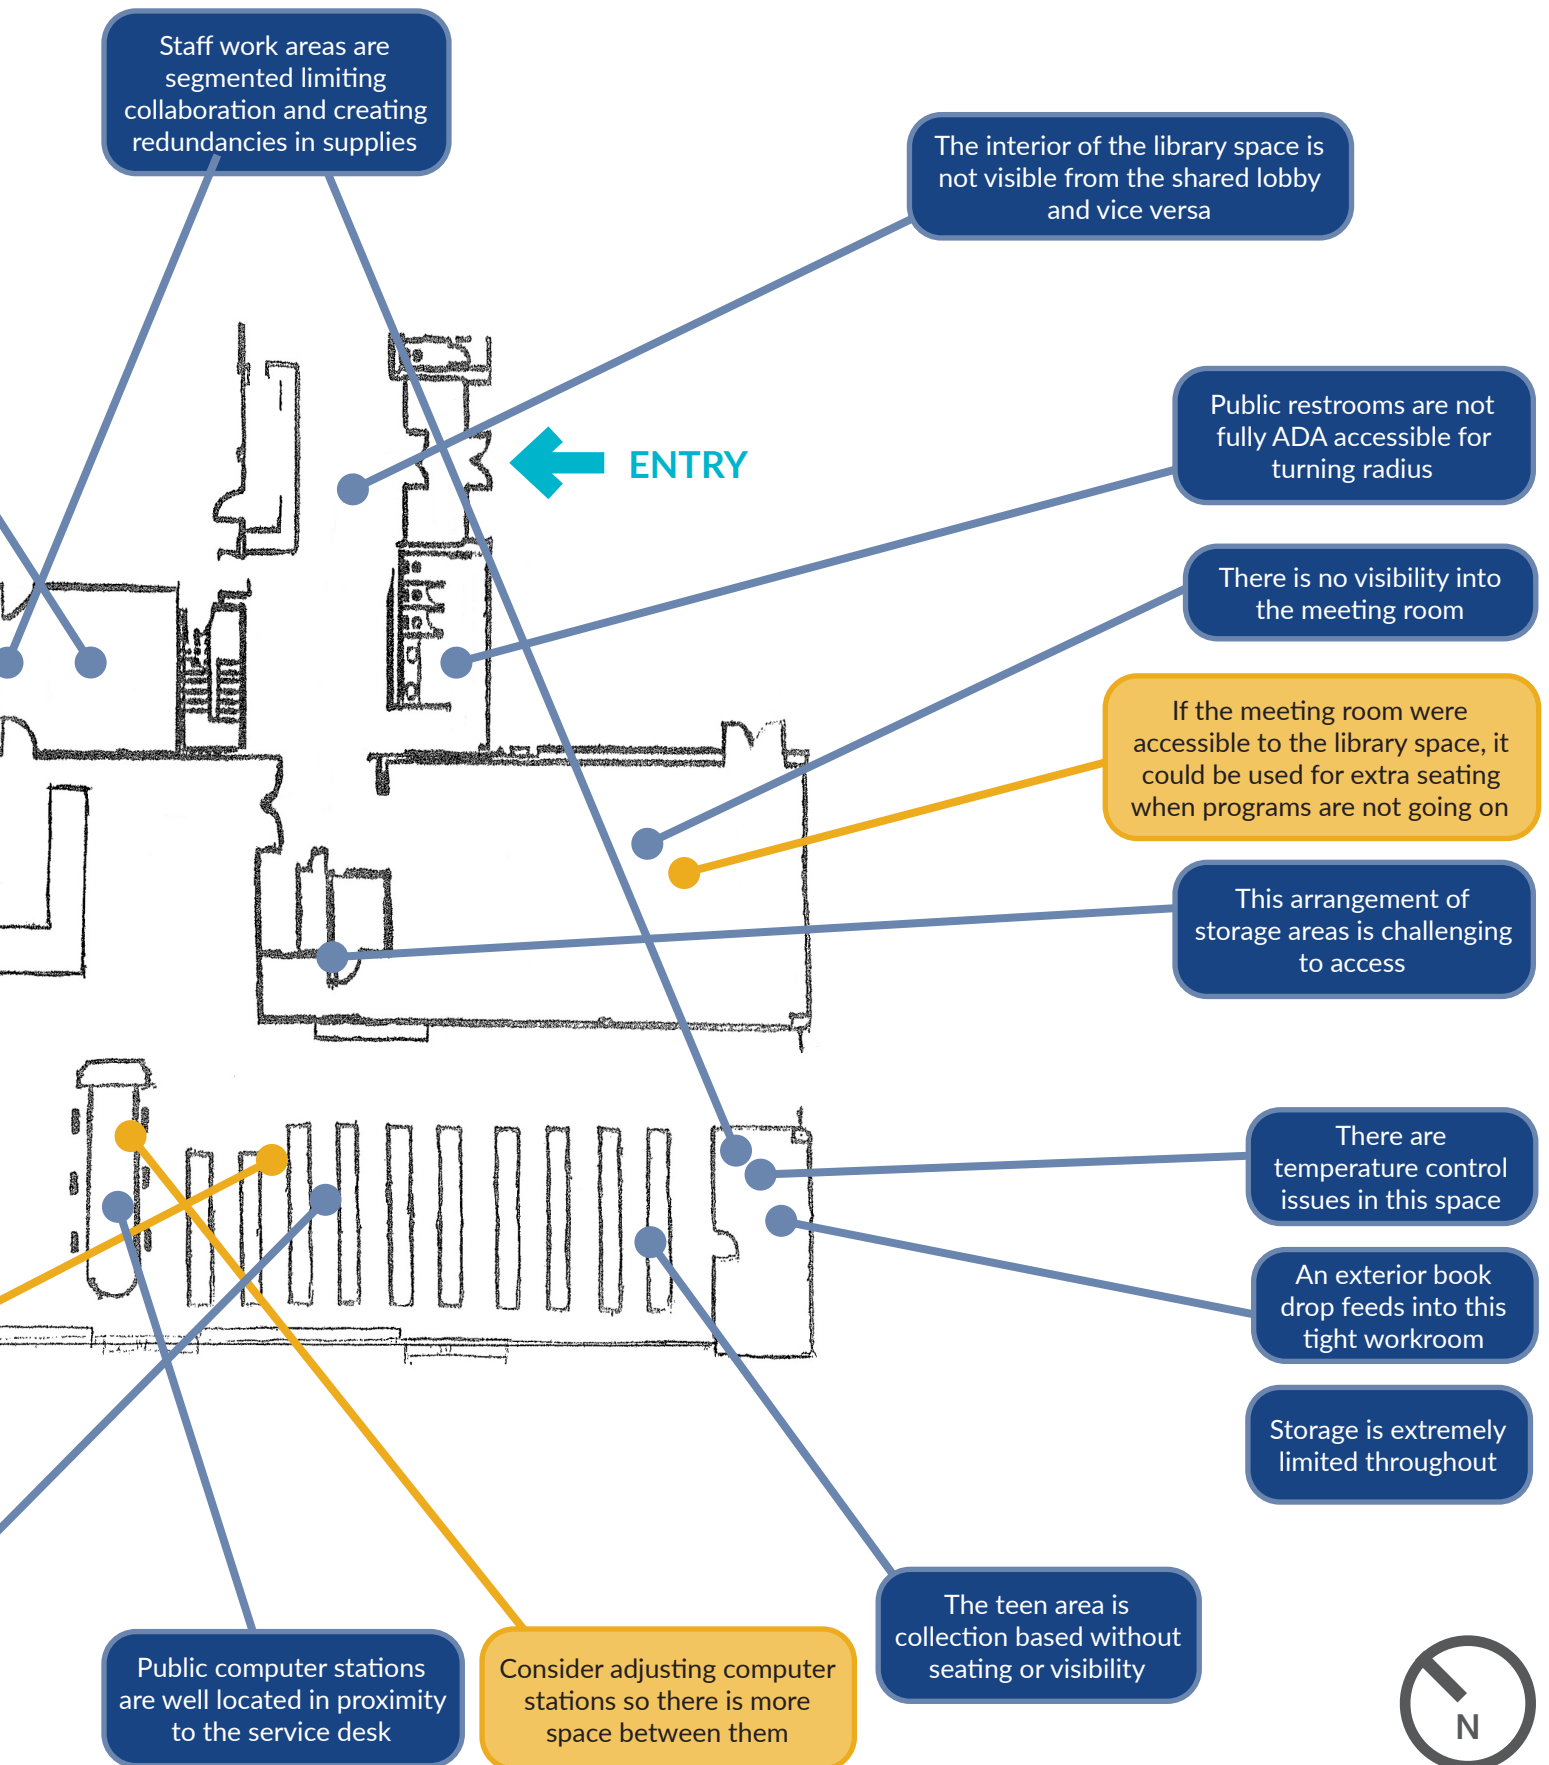 Staff work areas are
segmented limiting
collaboration and creating
redundancies in supplies
The interior of the library space is
not visible from the shared lobby
and vice versa
ENTRY
Public restrooms are not
fully ADA accessible for
turning radius
There is no visibility into
the meeting room
If the meeting room were
accessible to the library space, it
could be used for extra seating
when programs are not going on
This arrangement of
storage areas is challenging
to access
There are
temperature control
issues in this space
An exterior book
drop feeds into this
tight workroom
Storage is extremely
limited throughout
The teen area is
collection based without
seating or visibility
Public computer stations
are well located in proximity
to the service desk
Consider adjusting computer
stations so there is more
space between them
N